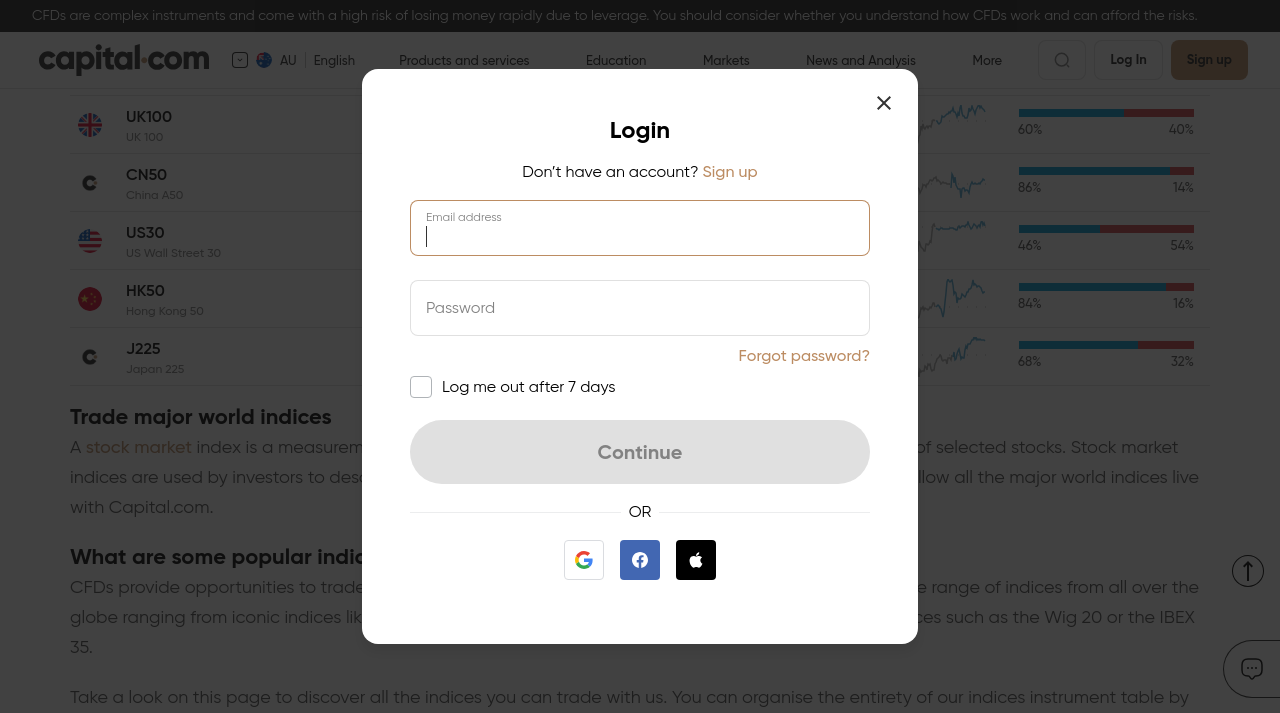 CFDs are complex instruments and come with a high risk of losing money rapidly due to leverage. You should consider whether you understand how CFDs work and can afford the risks.
capital.com AU English Products and services Education Markets News and Analysis More Log In Sign up
UK100
UK 100
60% 40%
CN50
China A50
86% 14%
US30
US Wall Street 30
46% 54%
HK50
Hong Kong 50
84% 16%
J225
Japan 225
68% 32%
Login
Don't have an account? Sign up
Email address
Password
Forgot password?
Log me out after 7 days
Continue
OR
Trade major world indices
A stock market index is a measurem of selected stocks. Stock market
indices are used by investors to desc llow all the major world indices
with Capital.com.
What are some popular indic
CFDs provide opportunities to trade e range of indices from all over the
globe ranging from iconic indices lik ces such as the Wig 20 or the IBEX
35.
Take a look on this page to discover all the indices you can trade with us. You can organise the entirety of our indices instrument table by